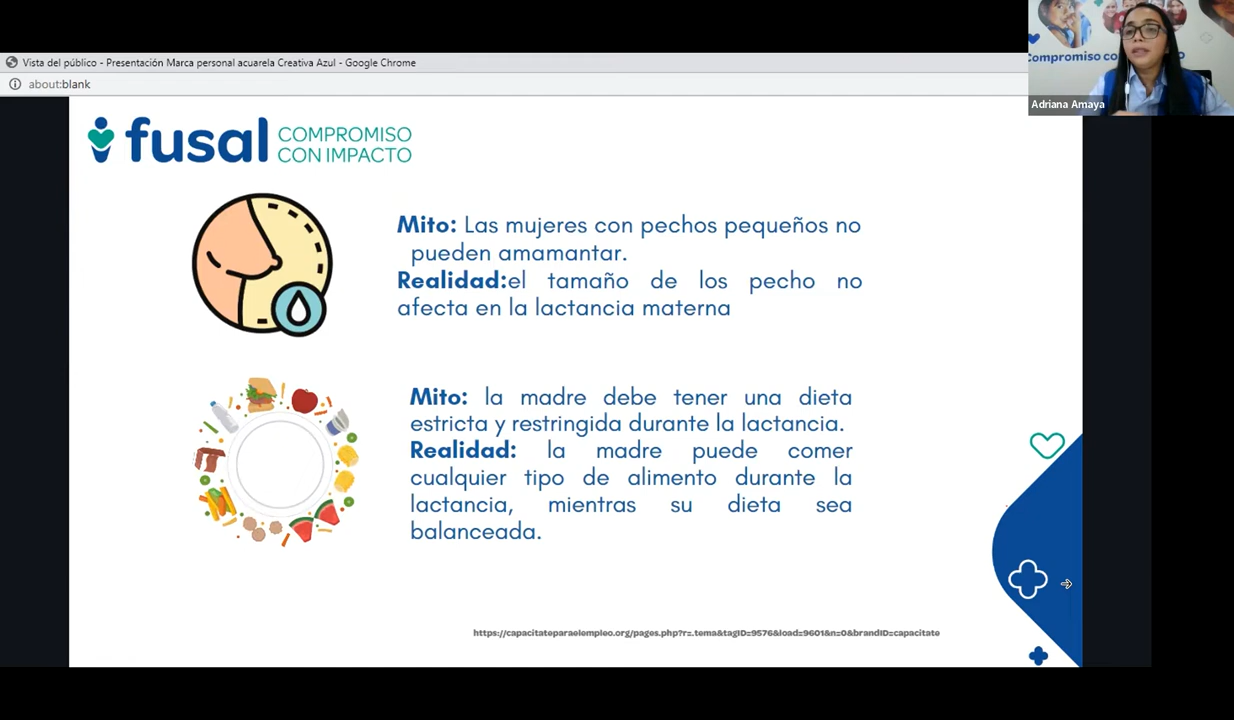 Vista del público - Presentación Marca personal acuarela Creativa Azul - Google Chrome
about:blank
Adriana Amaya
fusal COMPROMISO
CON IMPACTO
Mito: Las mujeres con pechos pequeños no
pueden amamantar.
Realidad:el tamaño de los pecho no
afecta en la lactancia materna
Mito: la madre debe tener una dieta
estricta y restringida durante la lactancia.
Realidad: la madre puede comer
cualquier tipo de alimento durante la
lactancia, mientras su dieta sea
balanceada.
https://capacitateparaelempleo.org/pages.php?r=.tema&tagID=9576&load=9601&n=0&brandID=capacitate